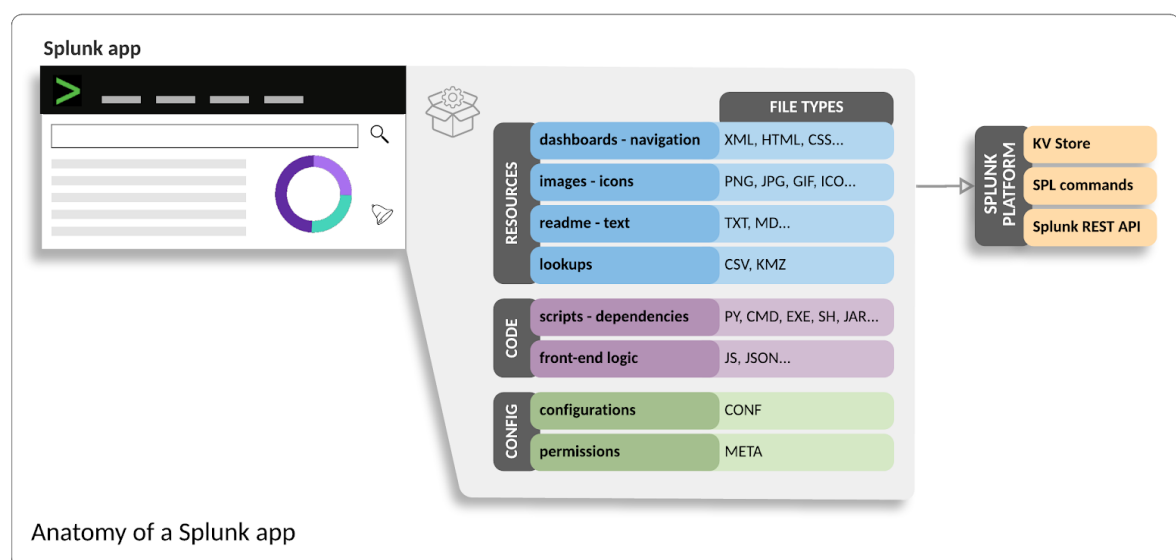 Splunk app
FILE TYPES
RESOURCES
dashboards - navigation XML, HTML, CSS...
images - icons PNG, JPG, GIF, ICO...
readme - text TXT, MD...
lookups CSV, KMZ
CODE
scripts - dependencies PY, CMD, EXE, SH, JAR...
front-end logic JS, JSON...
CONFIG
configurations CONF
permissions META
SPLUNK
PLATFORM
KV Store
SPL commands
Splunk REST API
Anatomy of a Splunk app